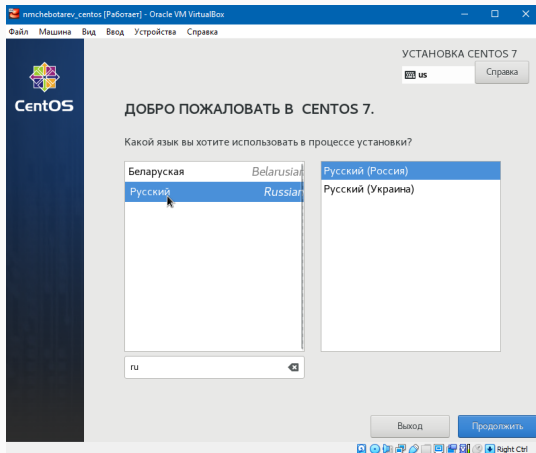 nmchebotarev_centos [Работает] - Oracle VM VirtualBox
Файл Машина Вид Ввод Устройства Справка
УСТАНОВКА CENTOS 7
us Справка
CentOS
ДОБРО ПОЖАЛОВАТЬ В CENTOS 7.
Какой язык вы хотите использовать в процессе установки?
Беларуская Belarusian Русский (Россия)
Русский Russian Русский (Украина)
ru
Выход Продолжить
Right Ctrl